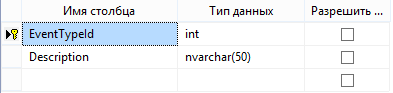 Имя столбца Тип данных Разрешить ...
EventTypeId int
Description nvarchar(50)